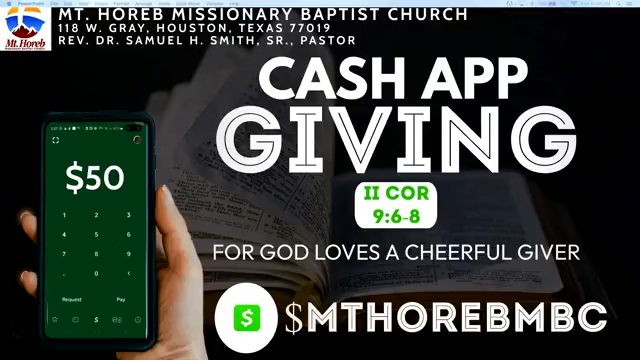 MT. HOREB MISSIONARY BAPTIST CHURCH
118 W. GRAY, HOUSTON, TEXAS 77019
REV. DR. SAMUEL H. SMITH, SR., PASTOR
Mt. Horeb
CASH APP
GIVING
II COR
9:6-8
FOR GOD LOVES A CHEERFUL GIVER
$MTHOREBMBC
$50
1 2 3
4 5 6
7 8 9
. 0 <
Request Pay
$
$